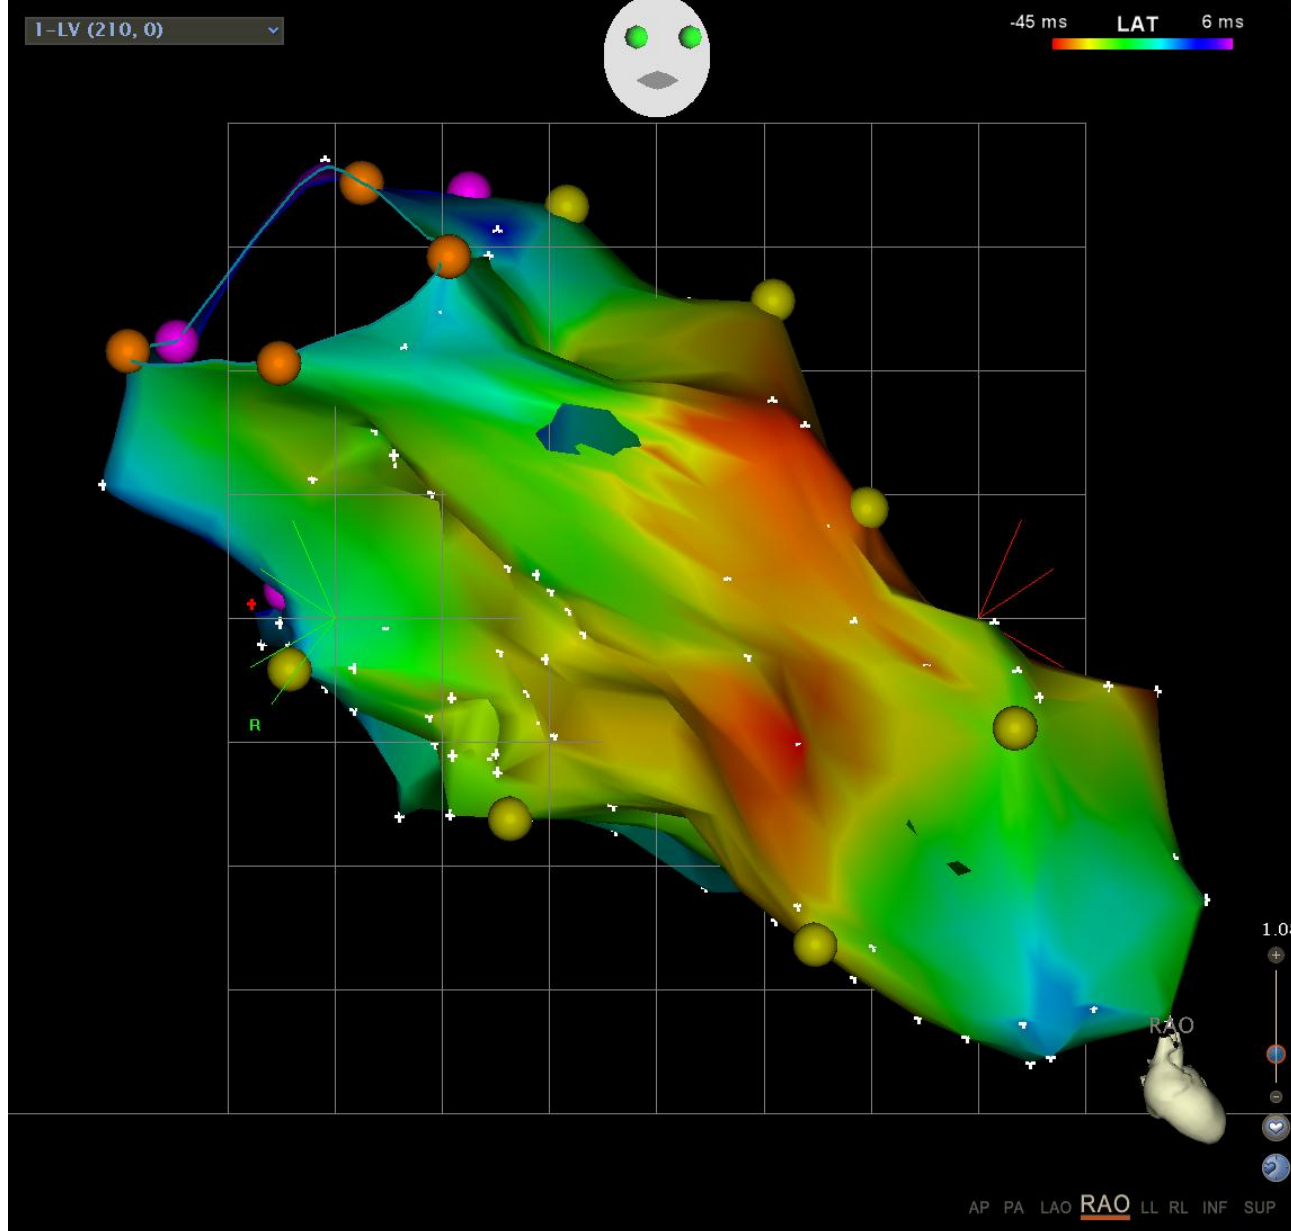 1-LV (210, 0)
-45 ms LAT 6 ms
R
1.0
RAO
AP PA LAO RAO LL RL INF SUP